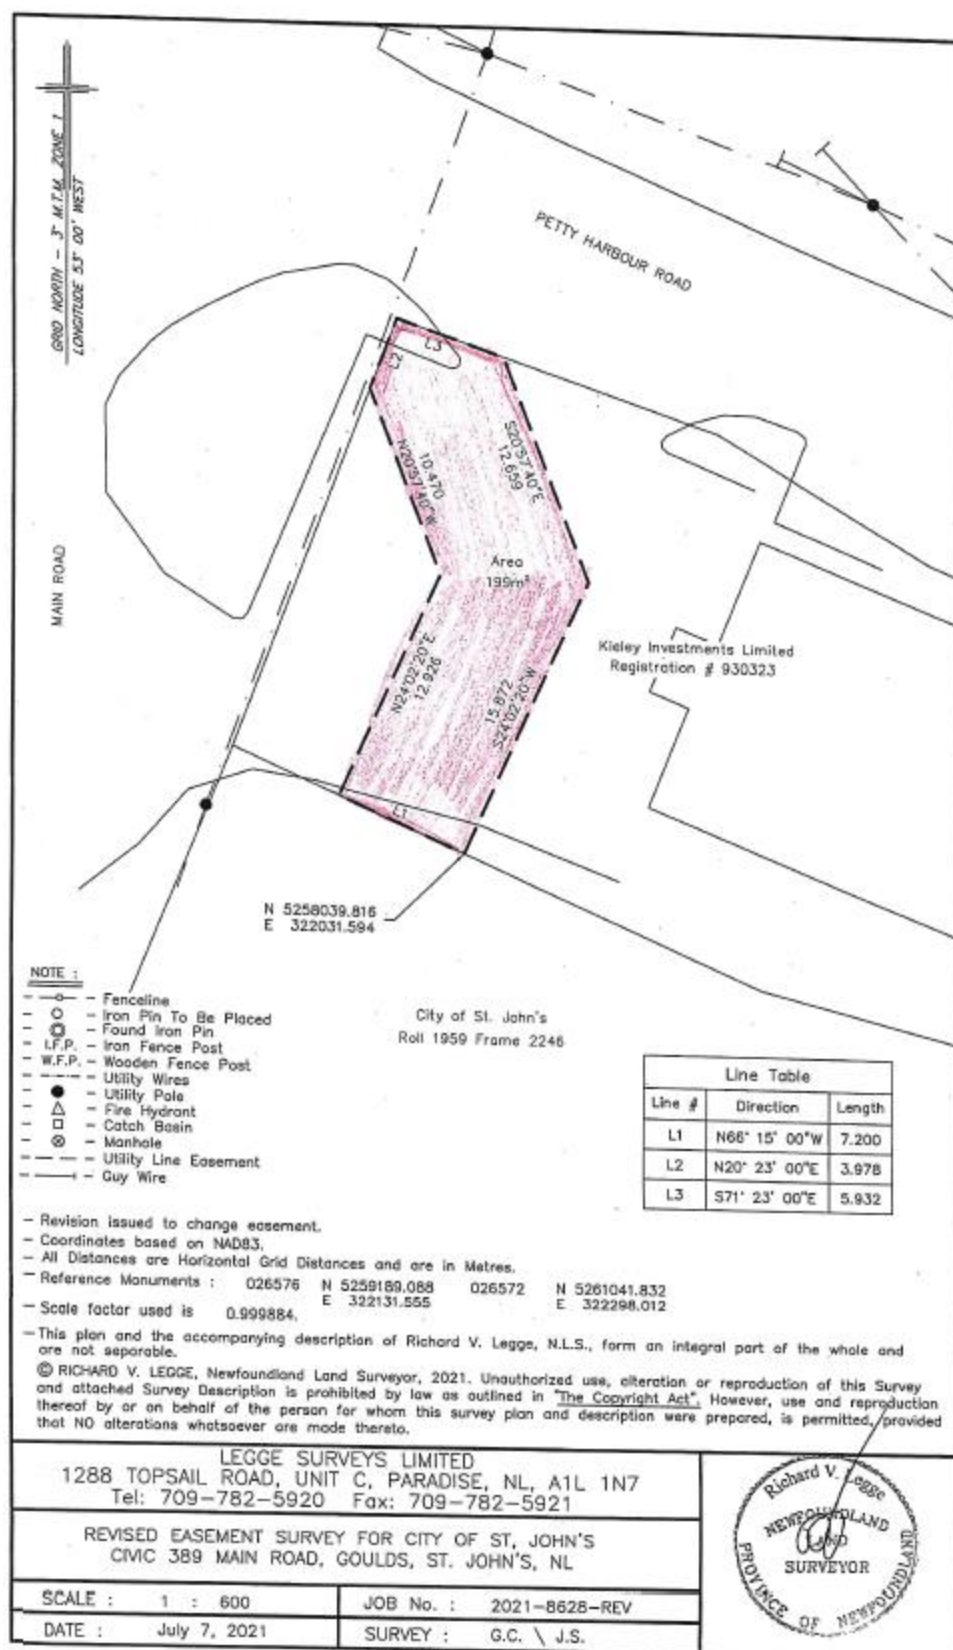 GRID NORTH - 3° M.T.M. ZONE 1
LONGITUDE 53° 00' WEST
PETTY HARBOUR ROAD
MAIN ROAD
L3
L2
N20°57'40"W
10.470
S20°57'40"E
12.659
Area
199m²
Kieley Investments Limited
Registration # 930323
N24°02'20"E
12.926
15.872
S24°02'20"W
L1
N 5258039.816
E 322031.594
NOTE :
- Fenceline
- Iron Pin To Be Placed
- Found Iron Pin
- I.F.P. - Iron Fence Post
- W.F.P. - Wooden Fence Post
- Utility Wires
- Utility Pole
- Fire Hydrant
- Catch Basin
- Manhole
- Utility Line Easement
- Guy Wire
City of St. John's
Roll 1959 Frame 2246
Line Table
Line # Direction Length
L1 N66° 15' 00"W 7.200
L2 N20° 23' 00"E 3.978
L3 S71° 23' 00"E 5.932
- Revision issued to change easement.
- Coordinates based on NAD83.
- All Distances are Horizontal Grid Distances and are in Metres.
- Reference Monuments : 026576 N 5259189.088 026572 N 5261041.832
E 322131.555 E 322298.012
- Scale factor used is 0.999884.
- This plan and the accompanying description of Richard V. Legge, N.L.S., form an integral part of the whole and
are not separable.
© RICHARD V. LEGGE, Newfoundland Land Surveyor, 2021. Unauthorized use, alteration or reproduction of this Survey
and attached Survey Description is prohibited by law as outlined in "The Copyright Act". However, use and reproduction
thereof by or on behalf of the person for whom this survey plan and description were prepared, is permitted, provided
that NO alterations whatsoever are made thereto.
LEGGE SURVEYS LIMITED
1288 TOPSAIL ROAD, UNIT C, PARADISE, NL, A1L 1N7
Tel: 709-782-5920 Fax: 709-782-5921
REVISED EASEMENT SURVEY FOR CITY OF ST, JOHN'S
CIVIC 389 MAIN ROAD, GOULDS, ST. JOHN'S, NL
SCALE : 1 : 600
JOB No. : 2021-8628-REV
DATE : July 7, 2021
SURVEY : G.C. \ J.S.
Richard V. Legge
NEWFOUNDLAND
LAND
SURVEYOR
PROVINCE OF NEWFOUNDLAND